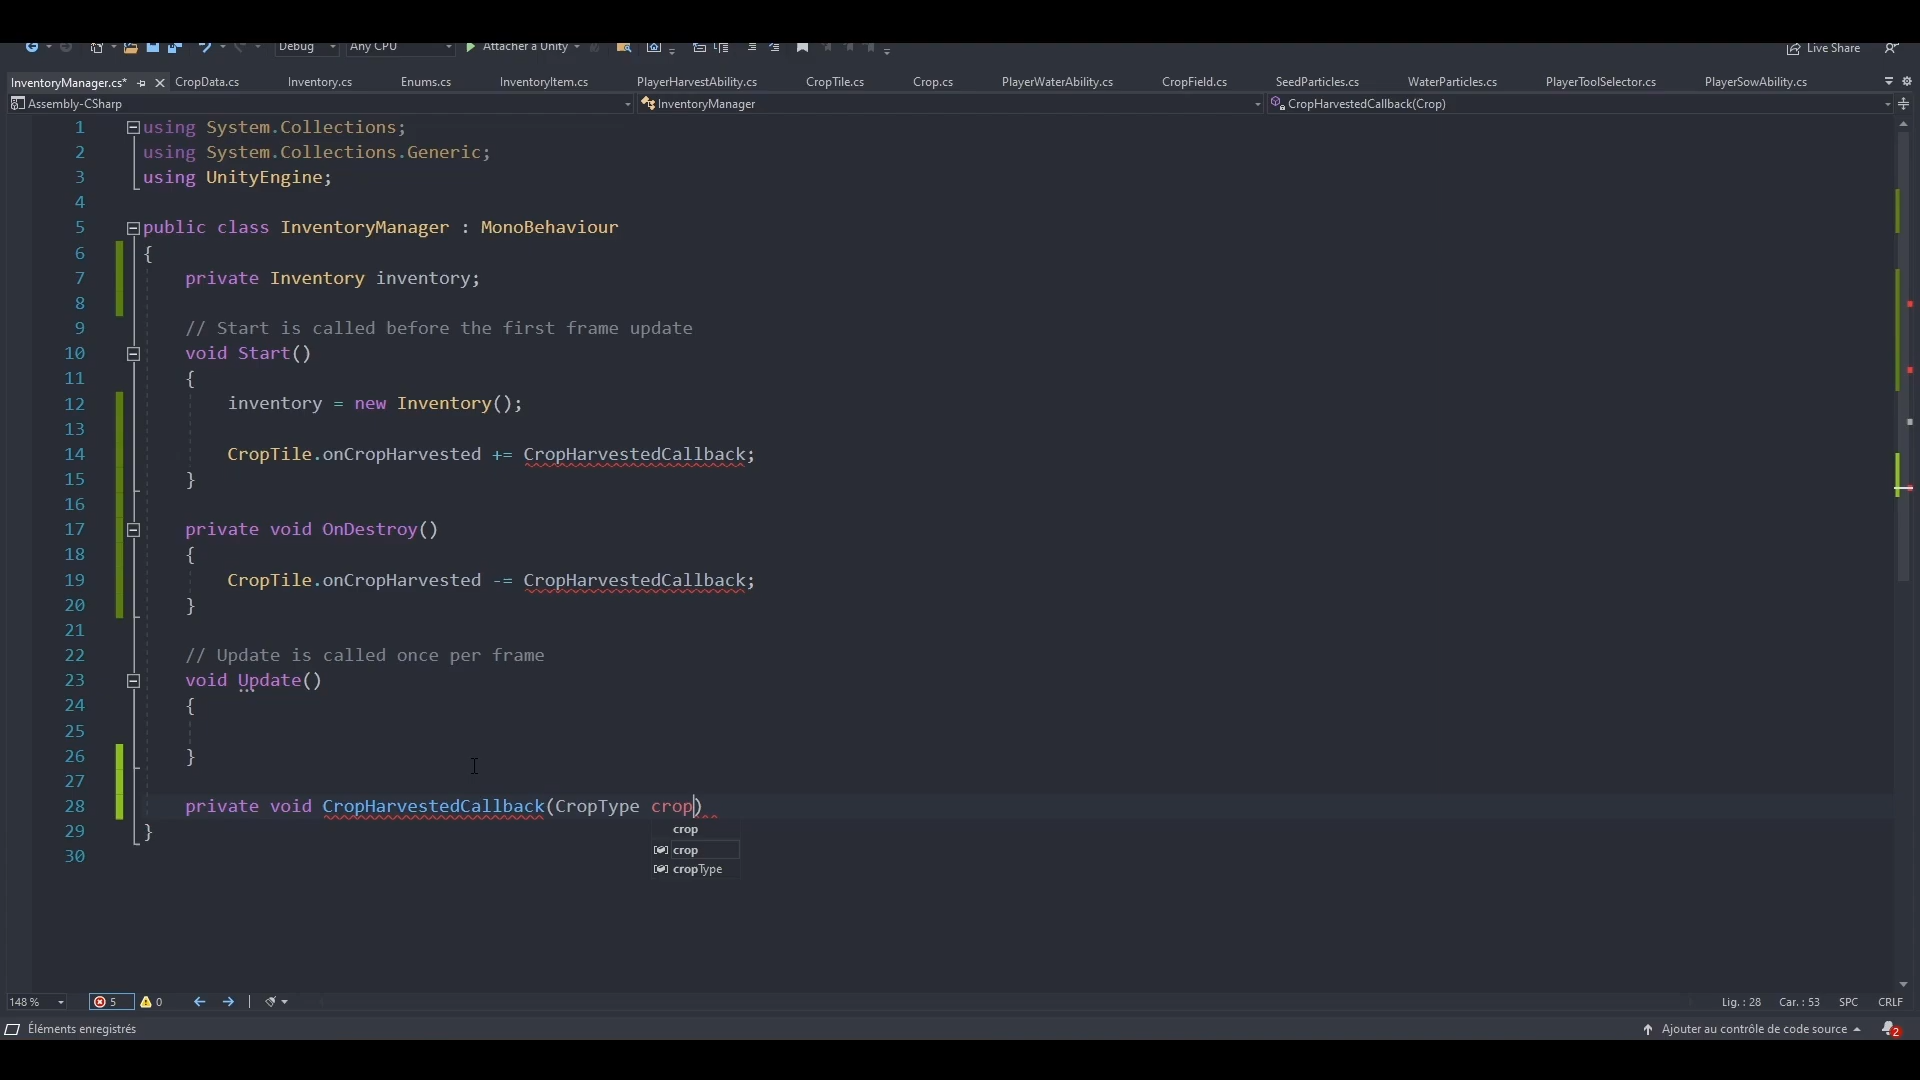 Debug Any CPU Attacher à Unity Live Share
InventoryManager.cs* CropData.cs Inventory.cs Enums.cs InventoryItem.cs PlayerHarvestAbility.cs CropTile.cs Crop.cs PlayerWaterAbility.cs CropField.cs SeedParticles.cs WaterParticles.cs PlayerToolSelector.cs PlayerSowAbility.cs
Assembly-CSharp InventoryManager CropHarvestedCallback(Crop)
1 using System.Collections;
2 using System.Collections.Generic;
3 using UnityEngine;
4
5 public class InventoryManager : MonoBehaviour
6 {
7 private Inventory inventory;
8
9 // Start is called before the first frame update
10 void Start()
11 {
12 inventory = new Inventory();
13
14 CropTile.onCropHarvested += CropHarvestedCallback;
15 }
16
17 private void OnDestroy()
18 {
19 CropTile.onCropHarvested -= CropHarvestedCallback;
20 }
21
22 // Update is called once per frame
23 void Update()
24 {
25
26 }
27
28 private void CropHarvestedCallback(CropType crop)
crop
29 }
crop
30
cropType
148 % 5 0 Lig. : 28 Car. : 53 SPC CRLF
Éléments enregistrés Ajouter au contrôle de code source 2